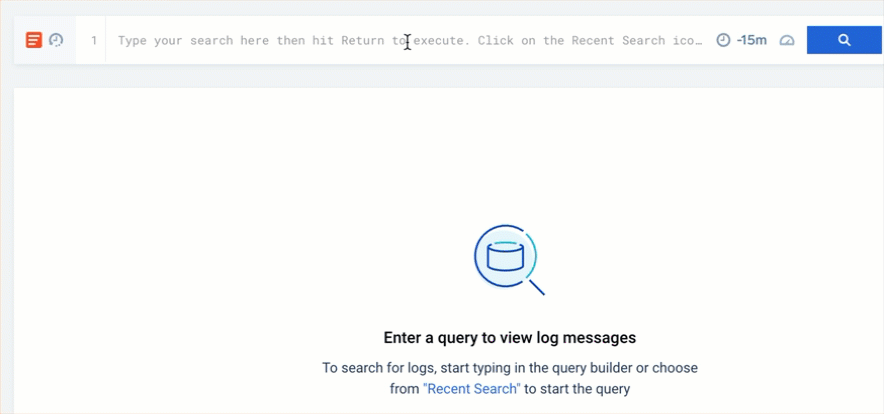 1 Type your search here then hit Return to execute. Click on the Recent Search ico… -15m
Enter a query to view log messages
To search for logs, start typing in the query builder or choose
from "Recent Search" to start the query